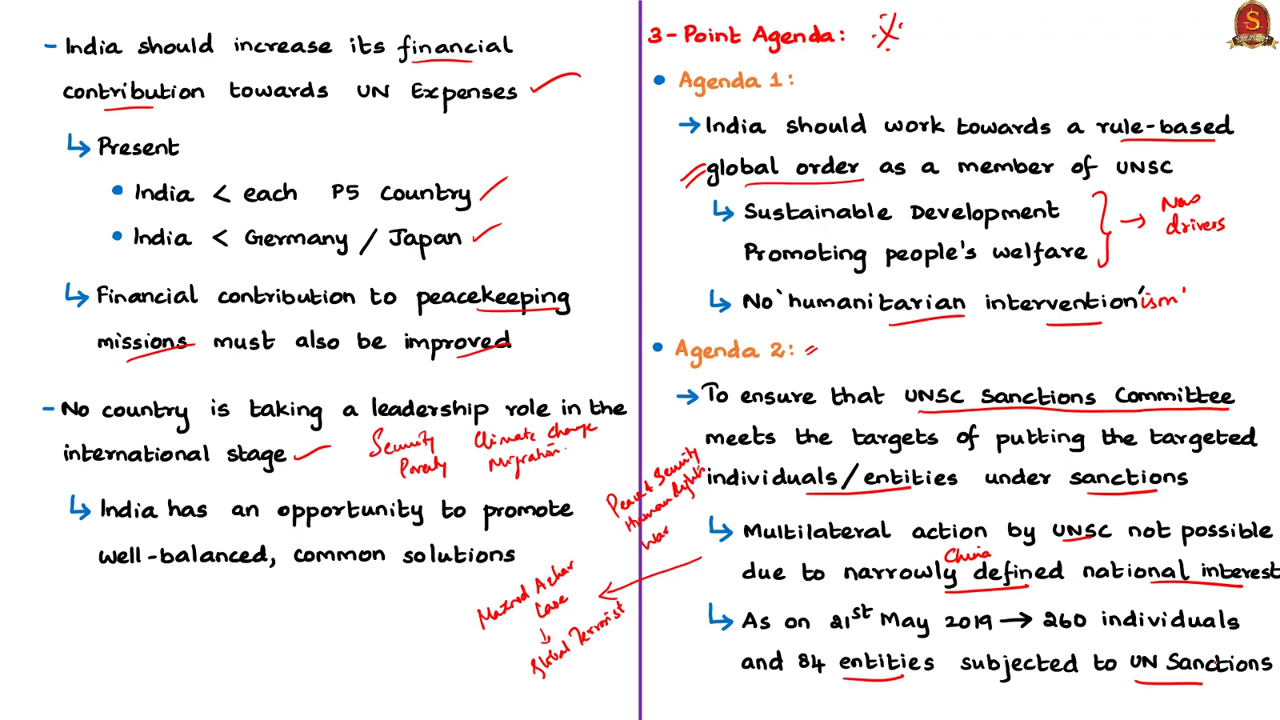 - India should increase its financial
contribution towards UN Expenses
↳ Present
• India < each P5 Country
• India < Germany / Japan
↳ Financial contribution to peacekeeping
missions must also be improved
- No country is taking a leadership role in the
international stage
Security
Poverty
Climate Change
Migration
↳ India has an opportunity to promote
well-balanced, common solutions
3-Point Agenda:
• Agenda 1:
→ India should work towards a rule-based
global order as a member of UNSC
↳ Sustainable Development
Promoting people's welfare
→ New
drivers
↳ No 'humanitarian intervention'ism'
• Agenda 2:
→ To ensure that UNSC Sanctions Committee
meets the targets of putting the targeted
individuals/entities under sanctions
Peace & Security
Human Rights
War
↳ Multilateral action by UNSC not possible
China
due to narrowly defined national interest
Masood Azhar
Case
↓
Global Terrorist
↳ As on 21st May 2019 → 260 individuals
and 84 entities subjected to UN Sanctions
S